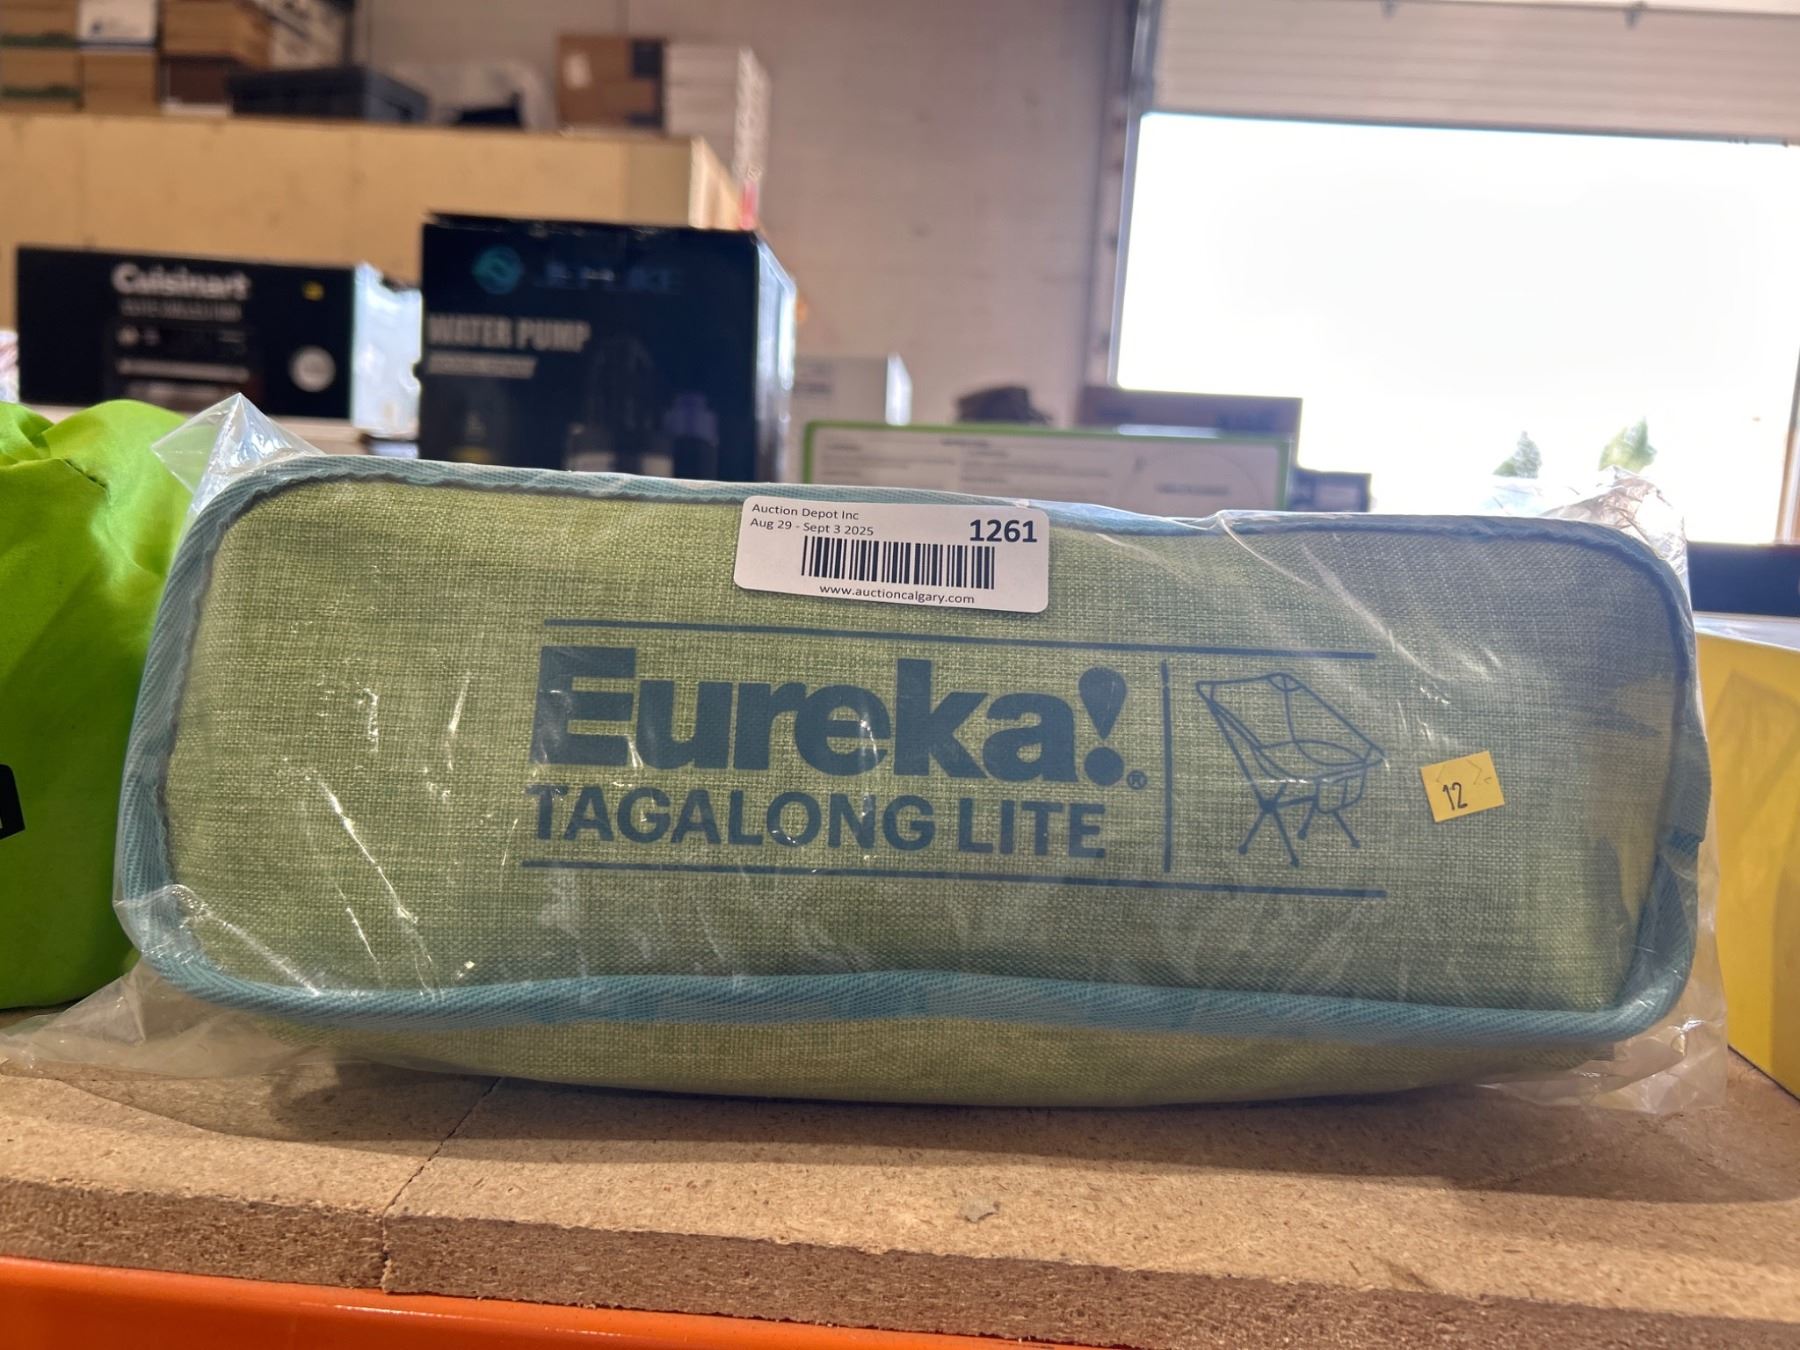 Cuisinart
WATER PUMP
Auction Depot Inc
Aug 29 - Sept 3 2025
1261
www.auctioncalgary.com
Eureka!®
TAGALONG LITE
12